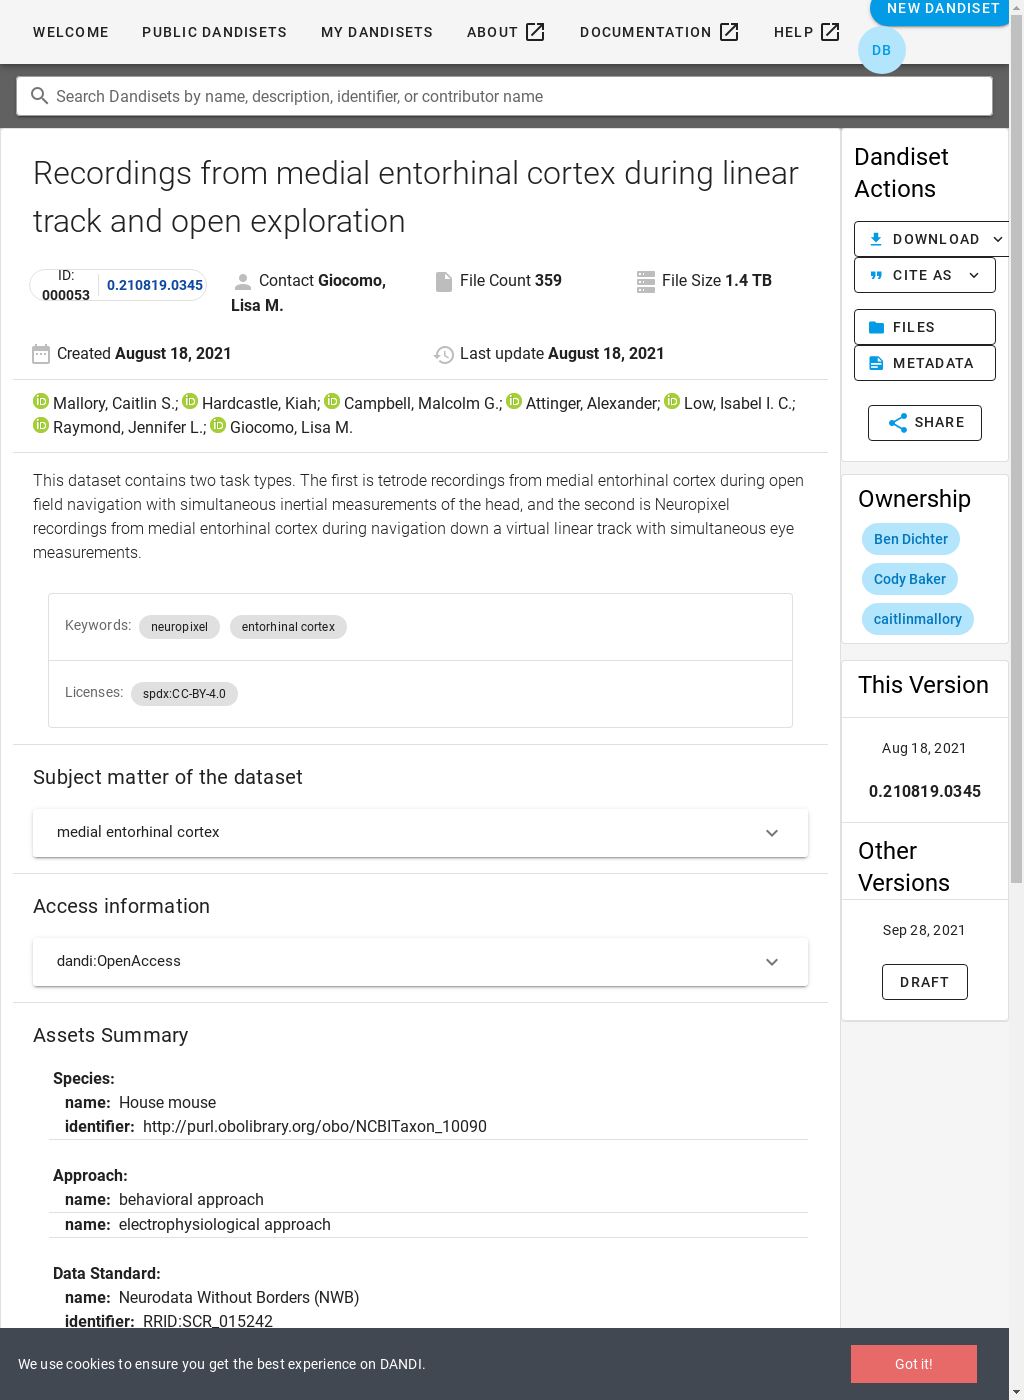 WELCOME PUBLIC DANDISETS MY DANDISETS ABOUT DOCUMENTATION HELP NEW DANDISET
DB
Search Dandisets by name, description, identifier, or contributor name
Recordings from medial entorhinal cortex during linear
track and open exploration
ID:
000053
0.210819.0345
Contact Giocomo,
Lisa M.
File Count 359
File Size 1.4 TB
Created August 18, 2021
Last update August 18, 2021
Mallory, Caitlin S.; Hardcastle, Kiah; Campbell, Malcolm G.; Attinger, Alexander; Low, Isabel I. C.;
Raymond, Jennifer L.; Giocomo, Lisa M.
This dataset contains two task types. The first is tetrode recordings from medial entorhinal cortex during open
field navigation with simultaneous inertial measurements of the head, and the second is Neuropixel
recordings from medial entorhinal cortex during navigation down a virtual linear track with simultaneous eye
measurements.
Keywords: neuropixel entorhinal cortex
Licenses: spdx:CC-BY-4.0
Subject matter of the dataset
medial entorhinal cortex
Access information
dandi:OpenAccess
Assets Summary
Species:
name: House mouse
identifier: http://purl.obolibrary.org/obo/NCBITaxon_10090
Approach:
name: behavioral approach
name: electrophysiological approach
Data Standard:
name: Neurodata Without Borders (NWB)
identifier: RRID:SCR_015242
Dandiset
Actions
DOWNLOAD
CITE AS
FILES
METADATA
SHARE
Ownership
Ben Dichter
Cody Baker
caitlinmallory
This Version
Aug 18, 2021
0.210819.0345
Other
Versions
Sep 28, 2021
DRAFT
We use cookies to ensure you get the best experience on DANDI.
Got it!